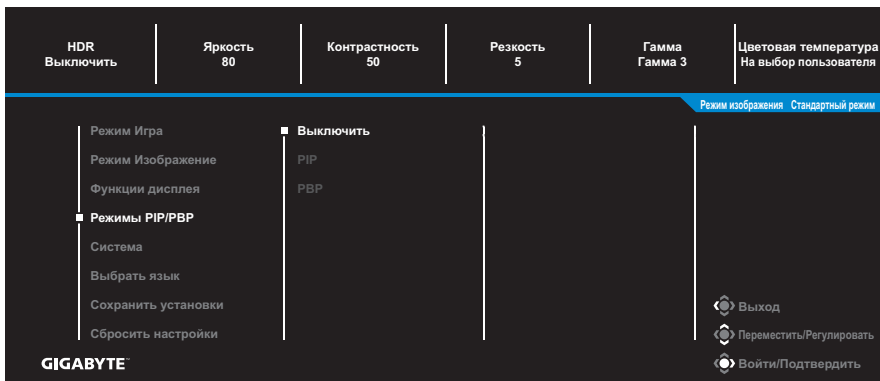 HDR
Выключить
Яркость
80
Контрастность
50
Резкость
5
Гамма
Гамма 3
Цветовая температура
На выбор пользователя
Режим изображения Стандартный режим
Режим Игра
Режим Изображение
Функции дисплея
Режимы PIP/PBP
Система
Выбрать язык
Сохранить установки
Сбросить настройки
Выключить
PIP
PBP
Выход
Переместить/Регулировать
Войти/Подтвердить
GIGABYTE™